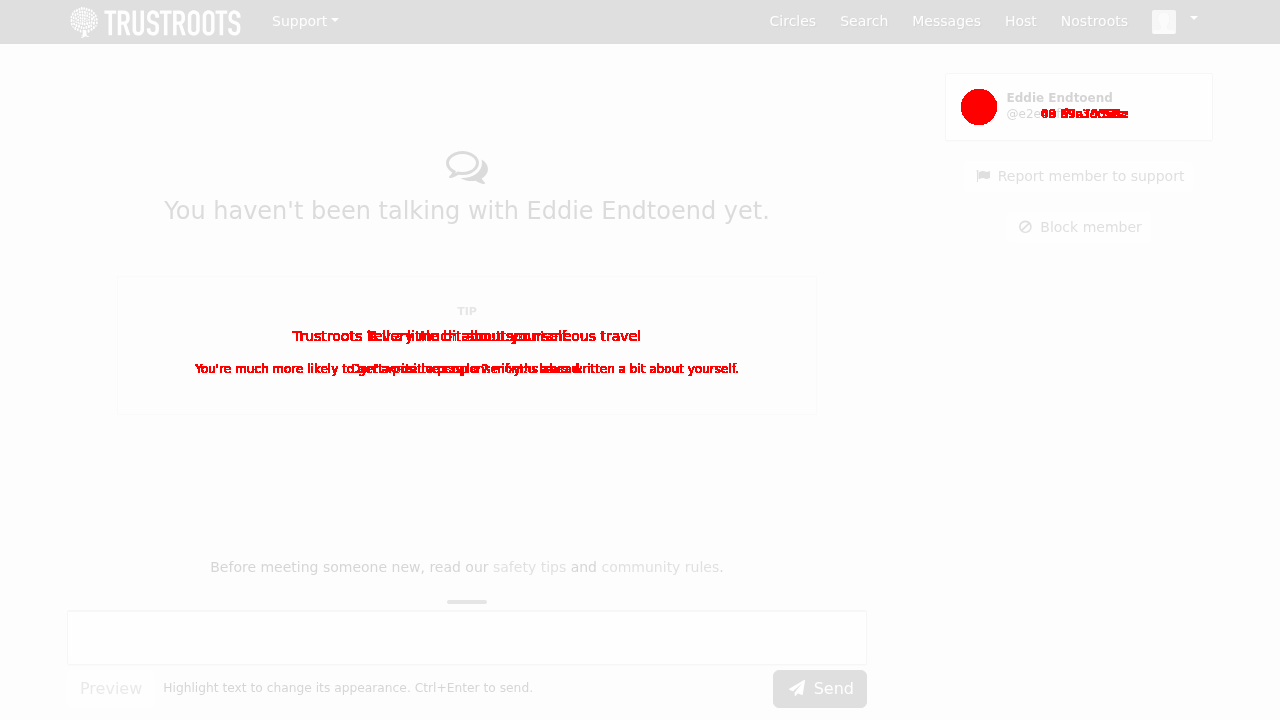 TRUSTROOTS Support Circles Search Messages Host Nostroots
Eddie Endtoend
@e2e
Report member to support
Block member
You haven't been talking with Eddie Endtoend yet.
TIP
Before meeting someone new, read our safety tips and community rules.
Preview Highlight text to change its appearance. Ctrl+Enter to send. Send